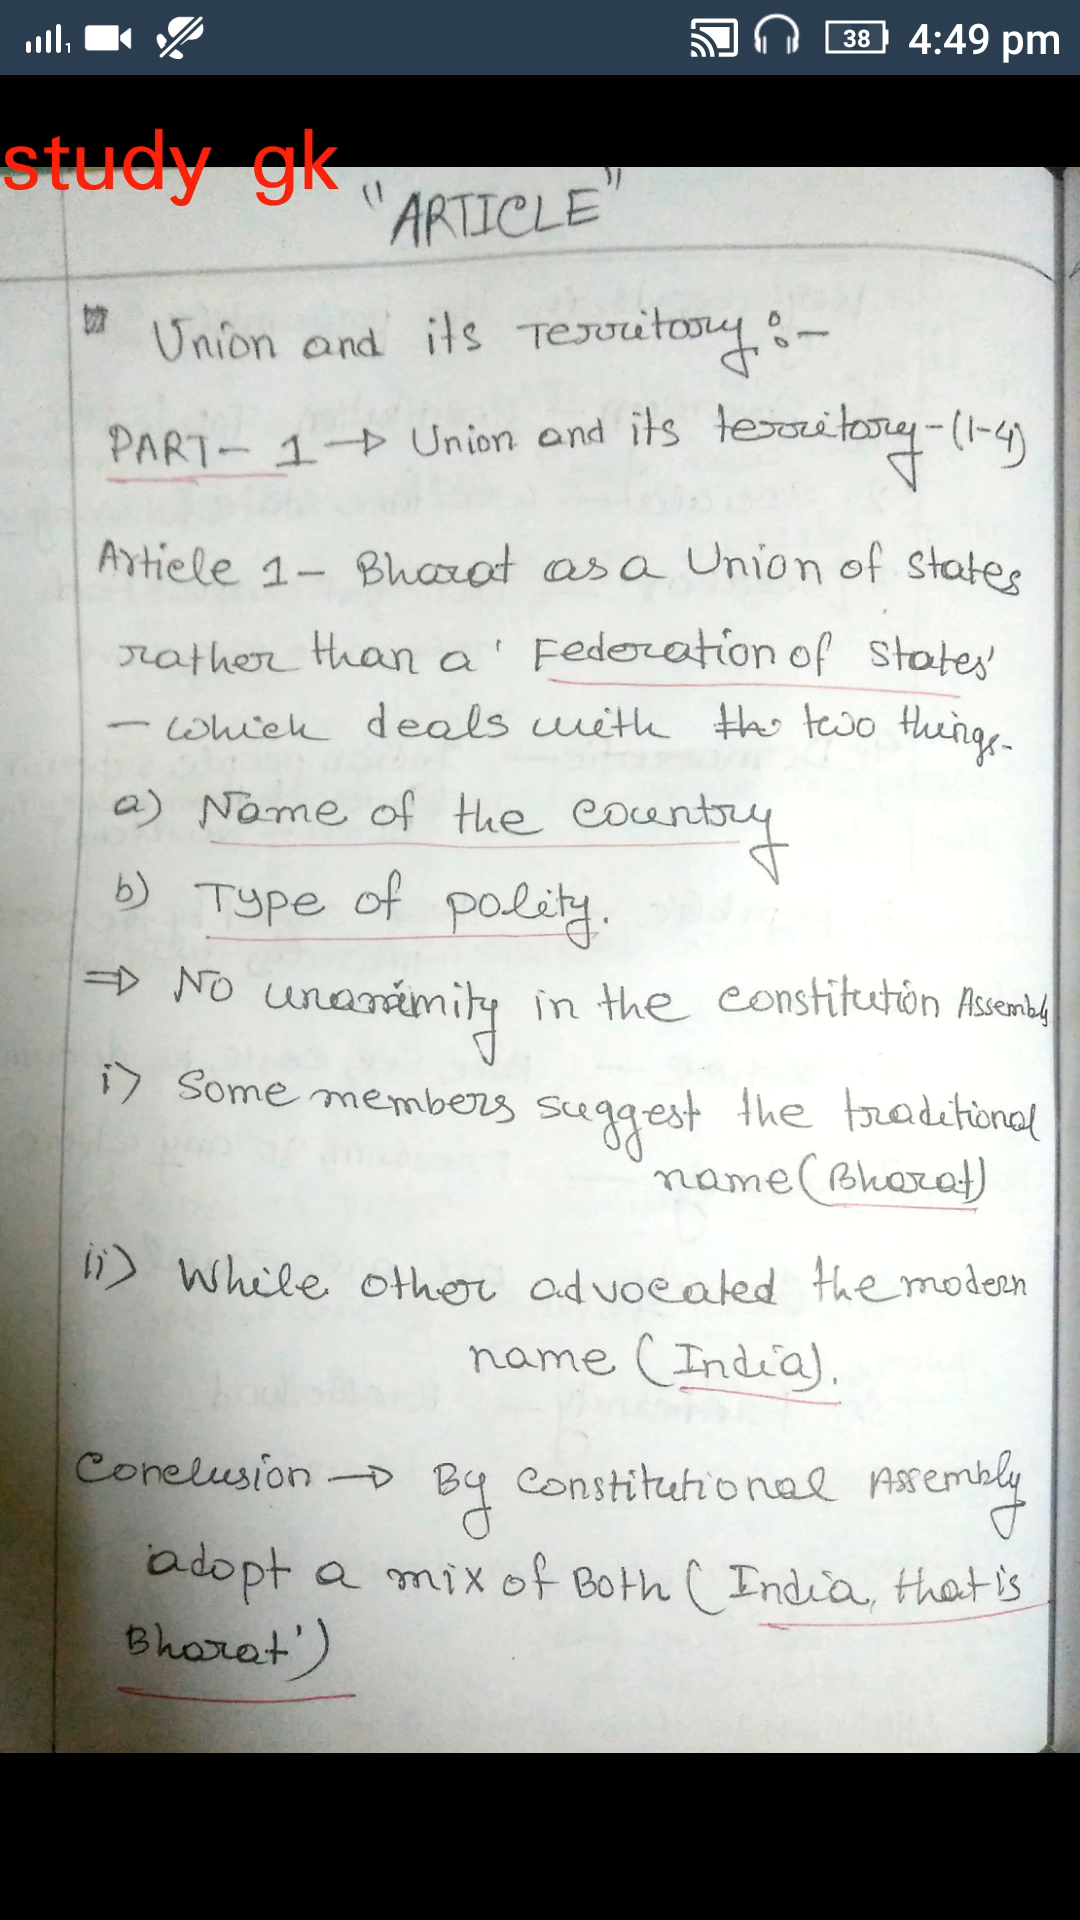 4:49 pm
38
study gk
"ARTICLE"
Union and its Territory :-
PART- 1 → Union and its territory - (1-4)
Article 1 - Bharat as a Union of States
rather than a 'Federation of States'
- which deals with the two things.
a) Name of the country
b) Type of polity.
⇒ No unanimity in the constitution Assembly
i) Some members suggest the traditional
name (Bharat)
ii) While other advocated the modern
name (India).
Conclusion → By Constitutional Assembly
adopt a mix of Both (India, that is
Bharat')